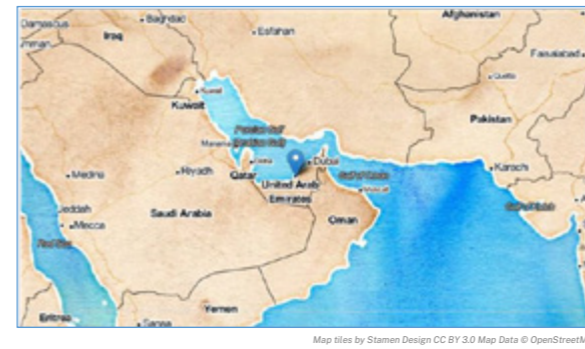 Damascus
Baghdad
Afghanistan
Iraq
Esfahan
Faisalabad
Kuwait
Kuwait
Quetta
Persian Gulf
(Arabian Gulf)
Pakistan
Manama
Doha
Dubai
Medina
Riyadh
Qatar
Gulf of Oman
Karachi
United Arab
Emirates
Muscat
Jeddah
Mecca
Saudi Arabia
Oman
Red Sea
Yemen
Eritrea
Sanaa
Map tiles by Stamen Design CC BY 3.0 Map Data © OpenStreetM